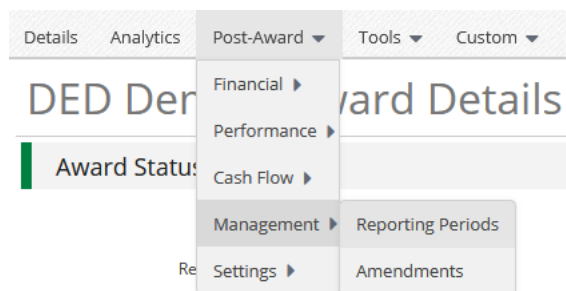 Details Analytics Post-Award Tools Custom
Financial
DED Der ward Details
Performance
Award Status
Cash Flow
Management Reporting Periods
Re Settings Amendments